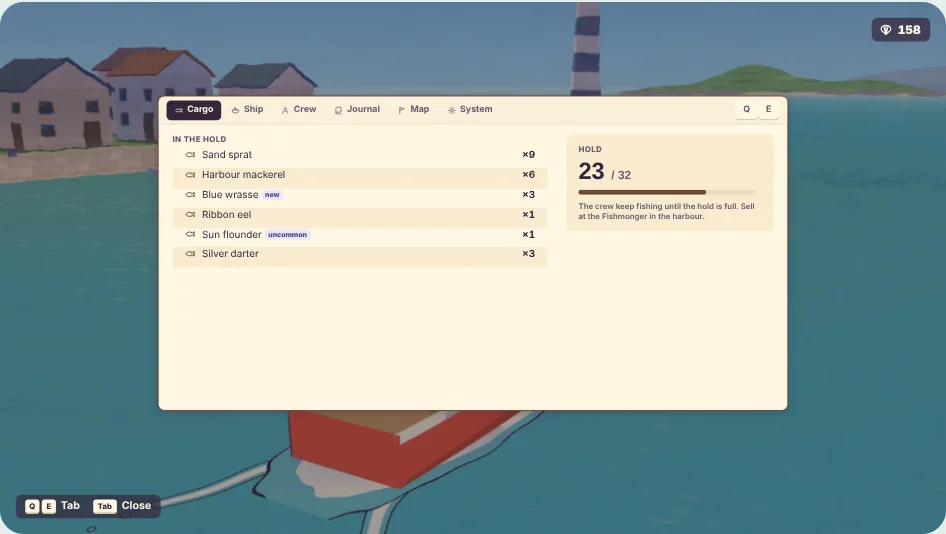 158
Cargo Ship Crew Journal Map System Q E
IN THE HOLD
Sand sprat ×9
Harbour mackerel ×6
Blue wrasse new ×3
Ribbon eel ×1
Sun flounder uncommon ×1
Silver darter ×3
HOLD
23 / 32
The crew keep fishing until the hold is full. Sell
at the Fishmonger in the harbour.
Q E Tab Tab Close